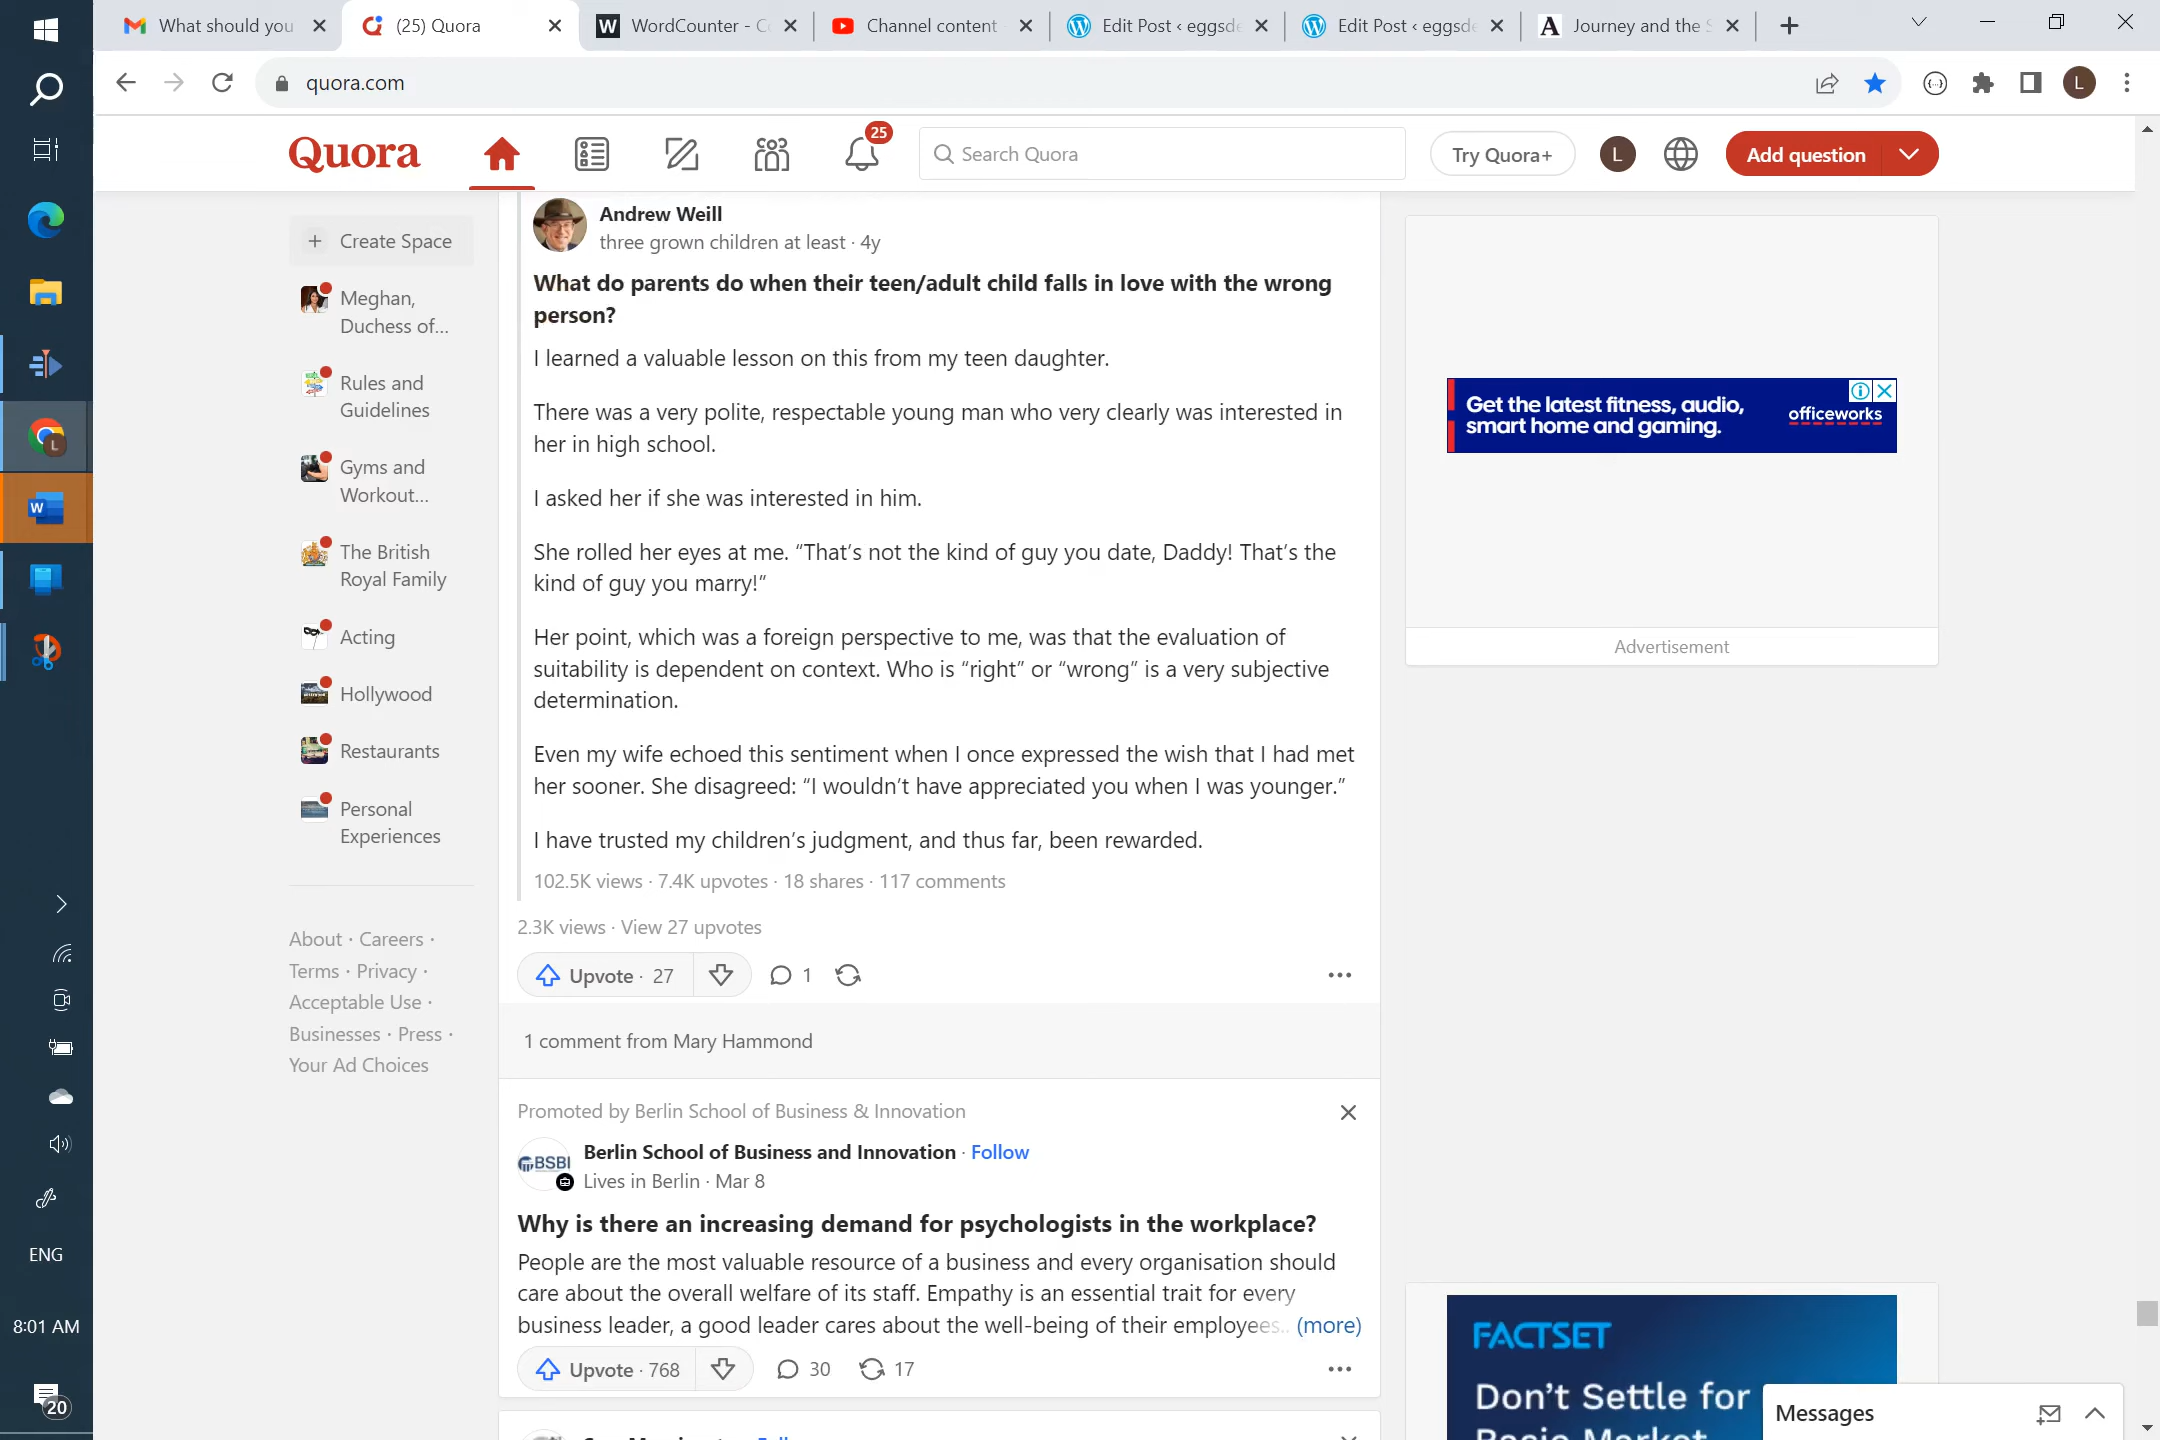 What should you
(25) Quora
WordCounter - C
Channel content
Edit Post ‹ eggsde
Edit Post ‹ eggsde
Journey and the S
quora.com
L
Quora
25
Search Quora
Try Quora+
L
Add question
Create Space
Meghan,
Duchess of...
Rules and
Guidelines
Gyms and
Workout...
The British
Royal Family
Acting
Hollywood
Restaurants
Personal
Experiences
About · Careers ·
Terms · Privacy ·
Acceptable Use ·
Businesses · Press ·
Your Ad Choices
Andrew Weill
three grown children at least · 4y
What do parents do when their teen/adult child falls in love with the wrong
person?
I learned a valuable lesson on this from my teen daughter.
There was a very polite, respectable young man who very clearly was interested in
her in high school.
I asked her if she was interested in him.
She rolled her eyes at me. “That’s not the kind of guy you date, Daddy! That’s the
kind of guy you marry!“
Her point, which was a foreign perspective to me, was that the evaluation of
suitability is dependent on context. Who is “right” or “wrong” is a very subjective
determination.
Even my wife echoed this sentiment when I once expressed the wish that I had met
her sooner. She disagreed: “I wouldn’t have appreciated you when I was younger.”
I have trusted my children’s judgment, and thus far, been rewarded.
102.5K views · 7.4K upvotes · 18 shares · 117 comments
2.3K views · View 27 upvotes
Upvote · 27
1
1 comment from Mary Hammond
Promoted by Berlin School of Business & Innovation
BSBI
Berlin School of Business and Innovation · Follow
Lives in Berlin · Mar 8
Why is there an increasing demand for psychologists in the workplace?
People are the most valuable resource of a business and every organisation should
care about the overall welfare of its staff. Empathy is an essential trait for every
business leader, a good leader cares about the well-being of their employees... (more)
Upvote · 768
30
17
Get the latest fitness, audio,
smart home and gaming.
officeworks
Advertisement
FACTSET
Don’t Settle for
Messages
ENG
8:01 AM
20